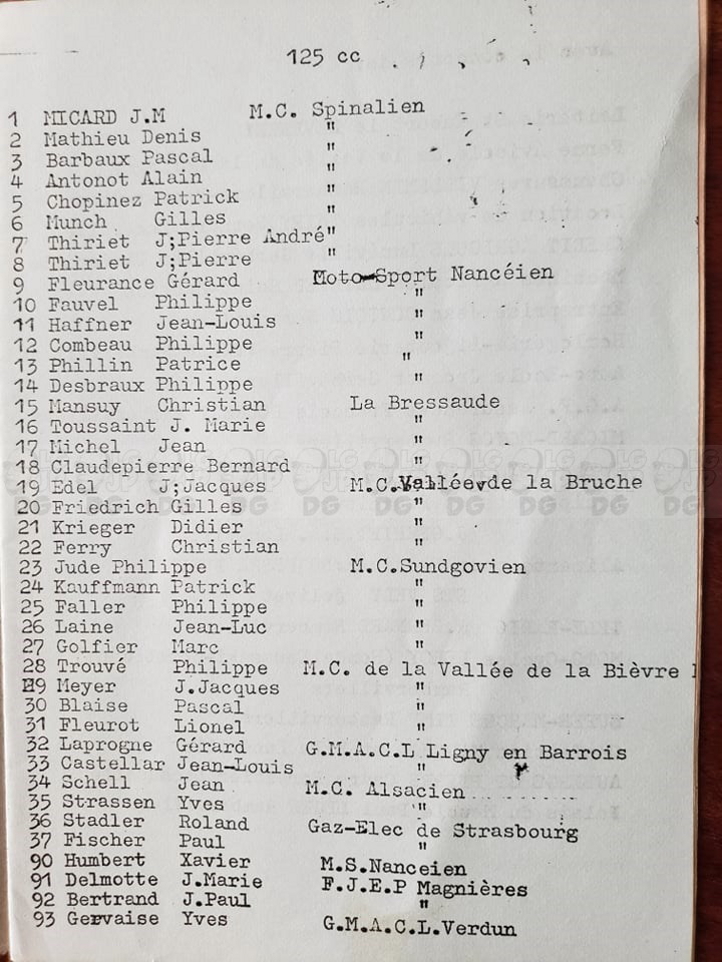 125 cc
1 MICARD J.M M.C. Spinalien
2 Mathieu Denis "
3 Barbaux Pascal "
4 Antonot Alain "
5 Chopinez Patrick "
6 Munch Gilles "
7 Thiriet J;Pierre André "
8 Thiriet J;Pierre "
9 Fleurance Gérard Moto-Sport Nancéien
10 Fauvel Philippe "
11 Haffner Jean-Louis "
12 Combeau Philippe "
13 Phillin Patrice "
14 Desbraux Philippe "
15 Mansuy Christian La Bressaude
16 Toussaint J. Marie "
17 Michel Jean "
18 Claudepierre Bernard "
19 Edel J;Jacques M.C.Vallée de la Bruche
20 Friedrich Gilles "
21 Krieger Didier "
22 Ferry Christian "
23 Jude Philippe M.C.Sundgovien
24 Kauffmann Patrick "
25 Faller Philippe "
26 Laine Jean-Luc "
27 Golfier Marc "
28 Trouvé Philippe M.C. de la Vallée de la Bièvre
29 Meyer J.Jacques "
30 Blaise Pascal "
31 Fleurot Lionel "
32 Laprogne Gérard G.M.A.C.L Ligny en Barrois
33 Castellar Jean-Louis "
34 Schell Jean M.C. Alsacien
35 Strassen Yves "
36 Stadler Roland Gaz-Elec de Strasbourg
37 Fischer Paul "
90 Humbert Xavier M.S.Nanceien
91 Delmotte J.Marie F.J.E.P Magnières
92 Bertrand J.Paul "
93 Gervaise Yves G.M.A.C.L.Verdun